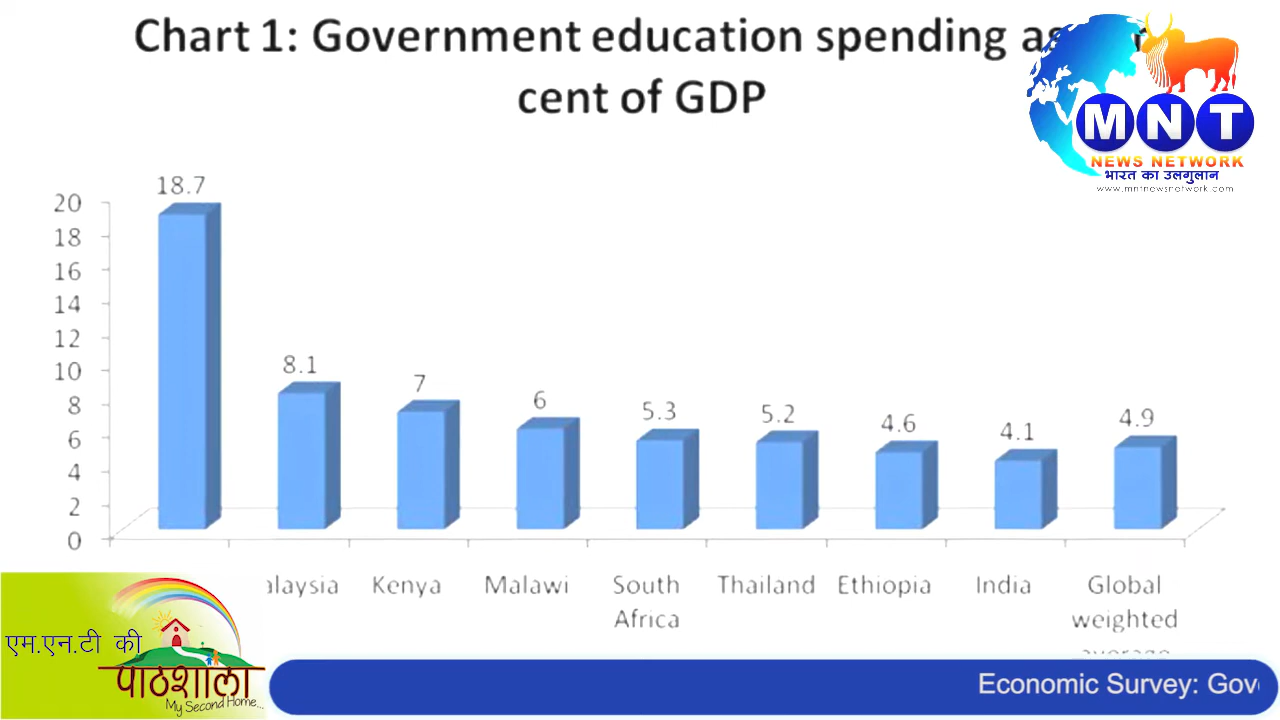 Chart 1: Government education spending as
cent of GDP
MNT
NEWS NETWORK
भारत का उलगुलान
www.mntnewsnetwork.com
18.7
8.1
7
6
5.3
5.2
4.6
4.1
4.9
20
18
16
14
12
10
8
6
4
2
0
alaysia Kenya Malawi South Thailand Ethiopia India Global
Africa weighted
average
एम.एन.टी की
पाठशाला
My Second Home...
Economic Survey: Gov